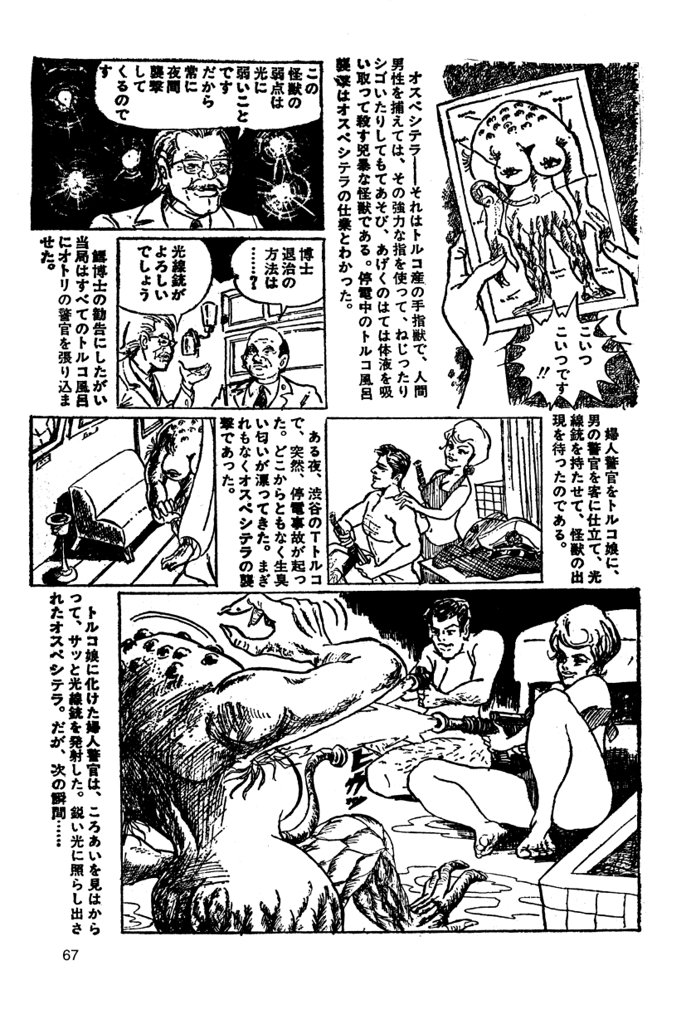 こいつ
こいつです
!!
オスペシテラ——それはトルコ産の手指獣で、人間
男性を捕えては、その強力な指を使って、ねじったり
シゴいたりしてもてあそび、あげくのはては体液を吸
い取って殺す兇暴な怪獣である。停電中のトルコ風呂
襲撃はオスペシテラの仕業とわかった。
この
怪獣の
弱点は
光に
弱いこと
です
だから
常に
夜間
襲撃
して
くるので
す
博士
退治の
方法は
……?
光線銃が
よろしい
でしょう
博士の勧告にしたがい
当局はすべてのトルコ風呂
にオトリの警官を張り込ま
せた。
婦人警官をトルコ娘に、
男の警官を客に仕立て、光
線銃を持たせて、怪獣の出
現を待ったのである。
ある夜、渋谷のTトルコ
で、突然、停電事故が起っ
た。どこからともなく生臭
い匂いが漂ってきた。まぎ
れもなくオスペシテラの襲
撃であった。
ビカッ
トルコ娘に化けた婦人警官は、ころあいを見はから
って、サッと光線銃を発射した。鋭い光に照らし出さ
れたオスペシテラ。だが、次の瞬間……
67